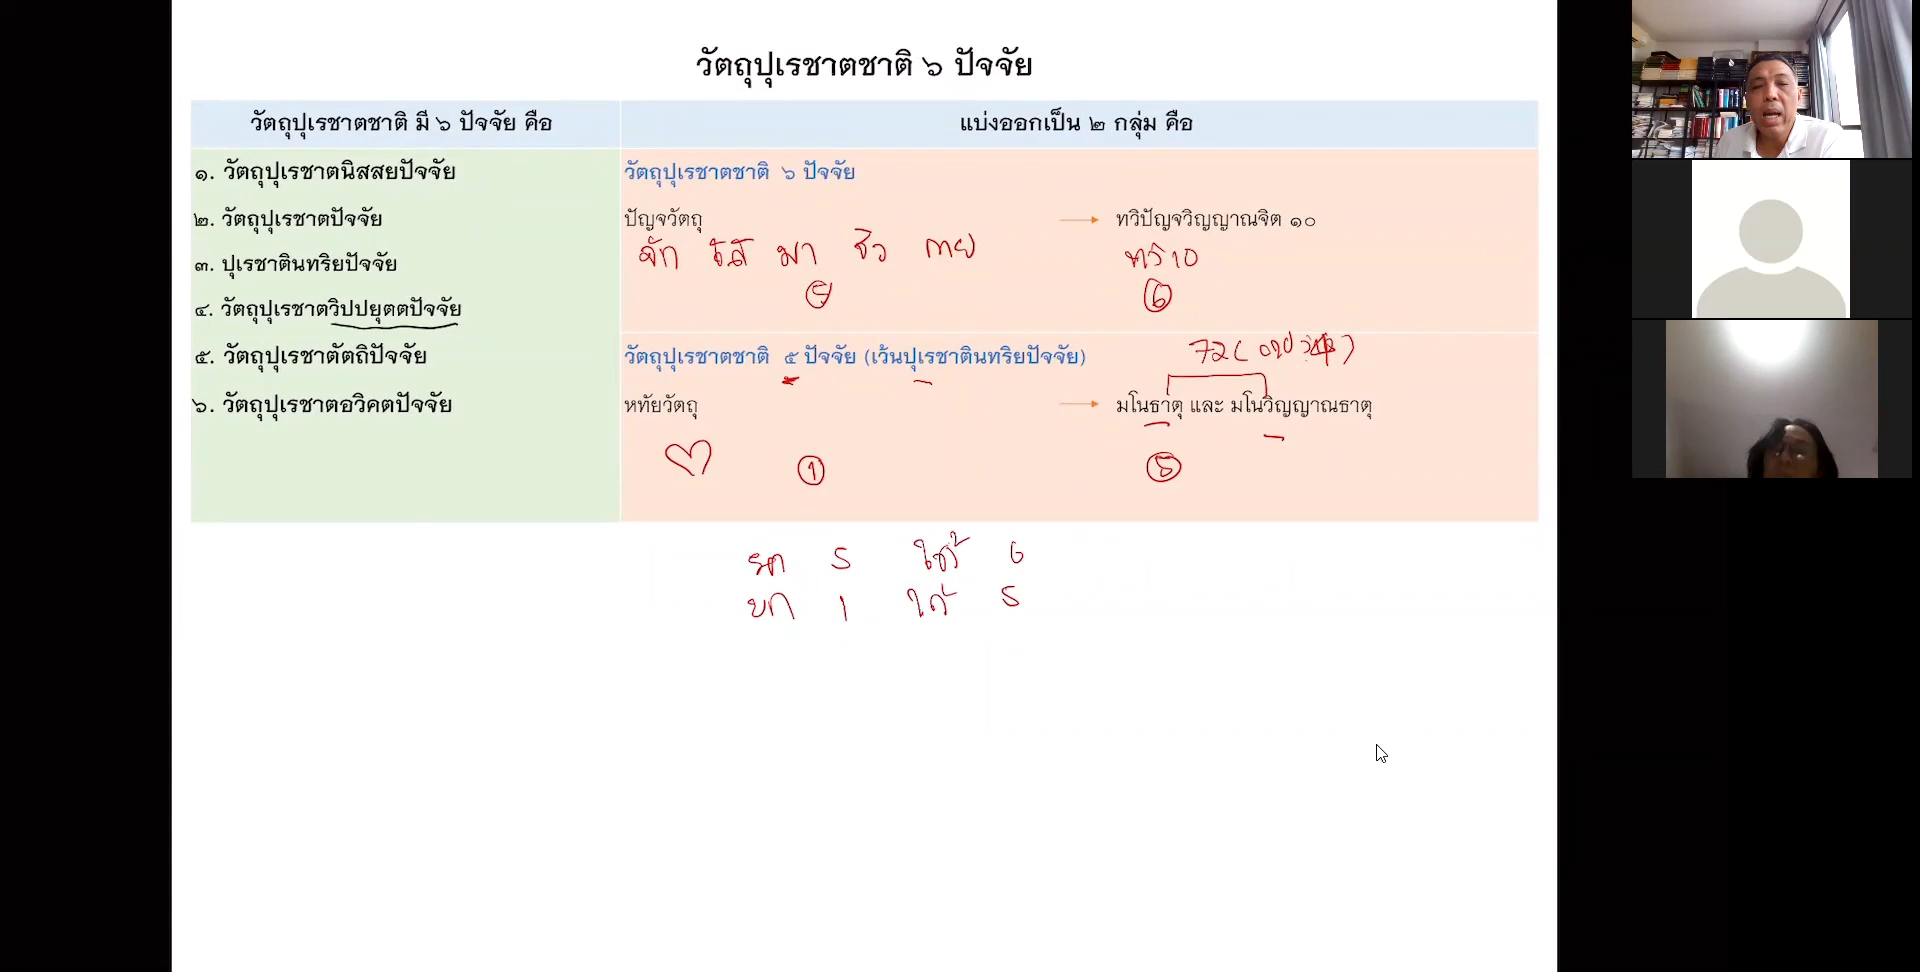 วัตถุปุเรชาตชาติ ๖ ปัจจัย
วัตถุปุเรชาตชาติ มี ๖ ปัจจัย คือ
แบ่งออกเป็น ๒ กลุ่ม คือ
๑. วัตถุปุเรชาตนิสสยปัจจัย
๒. วัตถุปุเรชาตปัจจัย
๓. ปุเรชาตินทริยปัจจัย
๔. วัตถุปุเรชาตวิปปยุตตปัจจัย
๕. วัตถุปุเรชาตัตถิปัจจัย
๖. วัตถุปุเรชาตอวิคตปัจจัย
วัตถุปุเรชาตชาติ ๖ ปัจจัย
ปัญจวัตถุ → ทวิปัญจวิญญาณจิต ๑๐
จัก โสต ฆา ชิว กาย ทวิ 10
5 6
วัตถุปุเรชาตชาติ ๕ ปัจจัย (เว้นปุเรชาตินทริยปัจจัย)
72
หทัยวัตถุ → มโนธาตุ และ มโนวิญญาณธาตุ
1 5
5 ได้ 6
ยก 1 ได้ 5